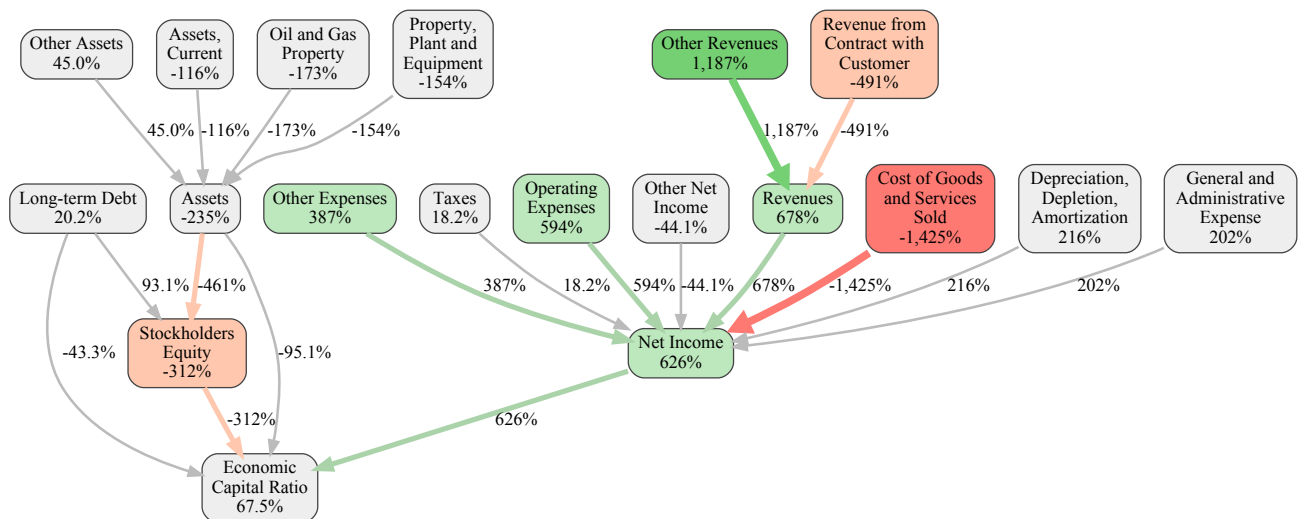 Other Assets
45.0%
Assets,
Current
-116%
Oil and Gas
Property
-173%
Property,
Plant and
Equipment
-154%
Other Revenues
1,187%
Revenue from
Contract with
Customer
-491%
45.0%
-116%
-173%
-154%
1,187%
-491%
Long-term Debt
20.2%
Assets
-235%
Other Expenses
387%
Taxes
18.2%
Operating
Expenses
594%
Other Net
Income
-44.1%
Revenues
678%
Cost of Goods
and Services
Sold
-1,425%
Depreciation,
Depletion,
Amortization
216%
General and
Administrative
Expense
202%
93.1%
-461%
387%
18.2%
594%
-44.1%
678%
-1,425%
216%
202%
-43.3%
Stockholders
Equity
-312%
-95.1%
Net Income
626%
-312%
626%
Economic
Capital Ratio
67.5%